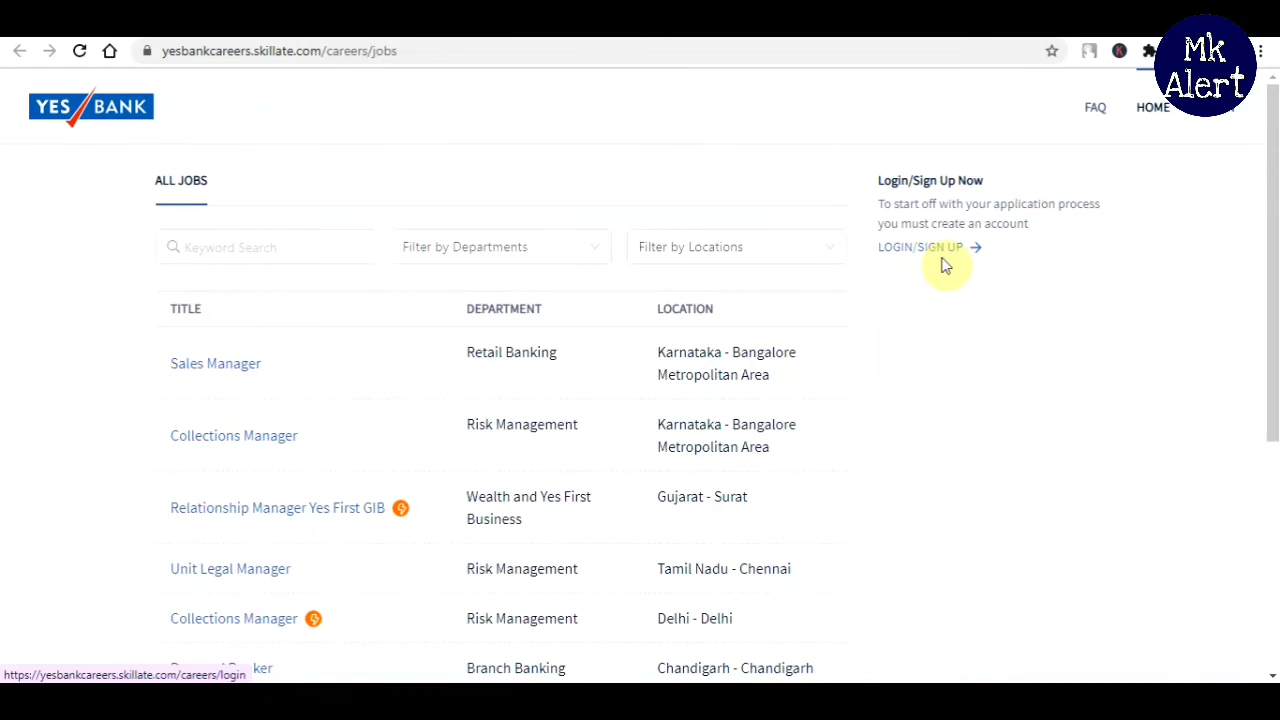 yesbankcareers.skillate.com/careers/jobs
Mk
Alert
YES BANK
FAQ
HOME
ALL JOBS
Login/Sign Up Now
To start off with your application process
you must create an account
LOGIN/SIGN UP
Keyword Search
Filter by Departments
Filter by Locations
TITLE
DEPARTMENT
LOCATION
Sales Manager
Retail Banking
Karnataka - Bangalore
Metropolitan Area
Collections Manager
Risk Management
Karnataka - Bangalore
Metropolitan Area
Relationship Manager Yes First GIB
Wealth and Yes First
Business
Gujarat - Surat
Unit Legal Manager
Risk Management
Tamil Nadu - Chennai
Collections Manager
Risk Management
Delhi - Delhi
Branch Banking
Chandigarh - Chandigarh
https://yesbankcareers.skillate.com/careers/login